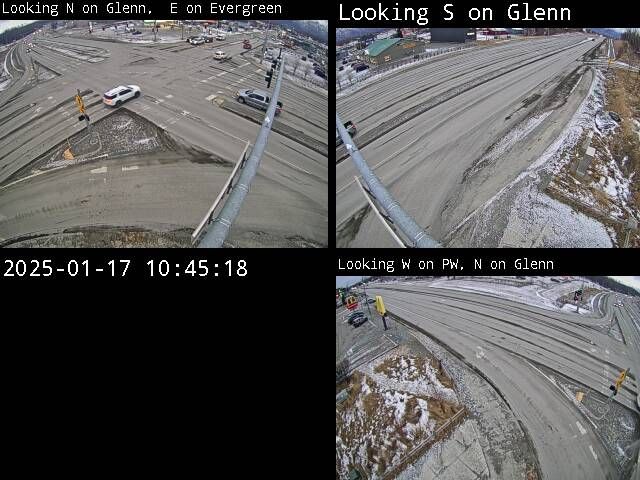 Looking N on Glenn,  E on Evergreen
Looking S on Glenn
2025-01-17 10:45:18
Looking W on PW, N on Glenn